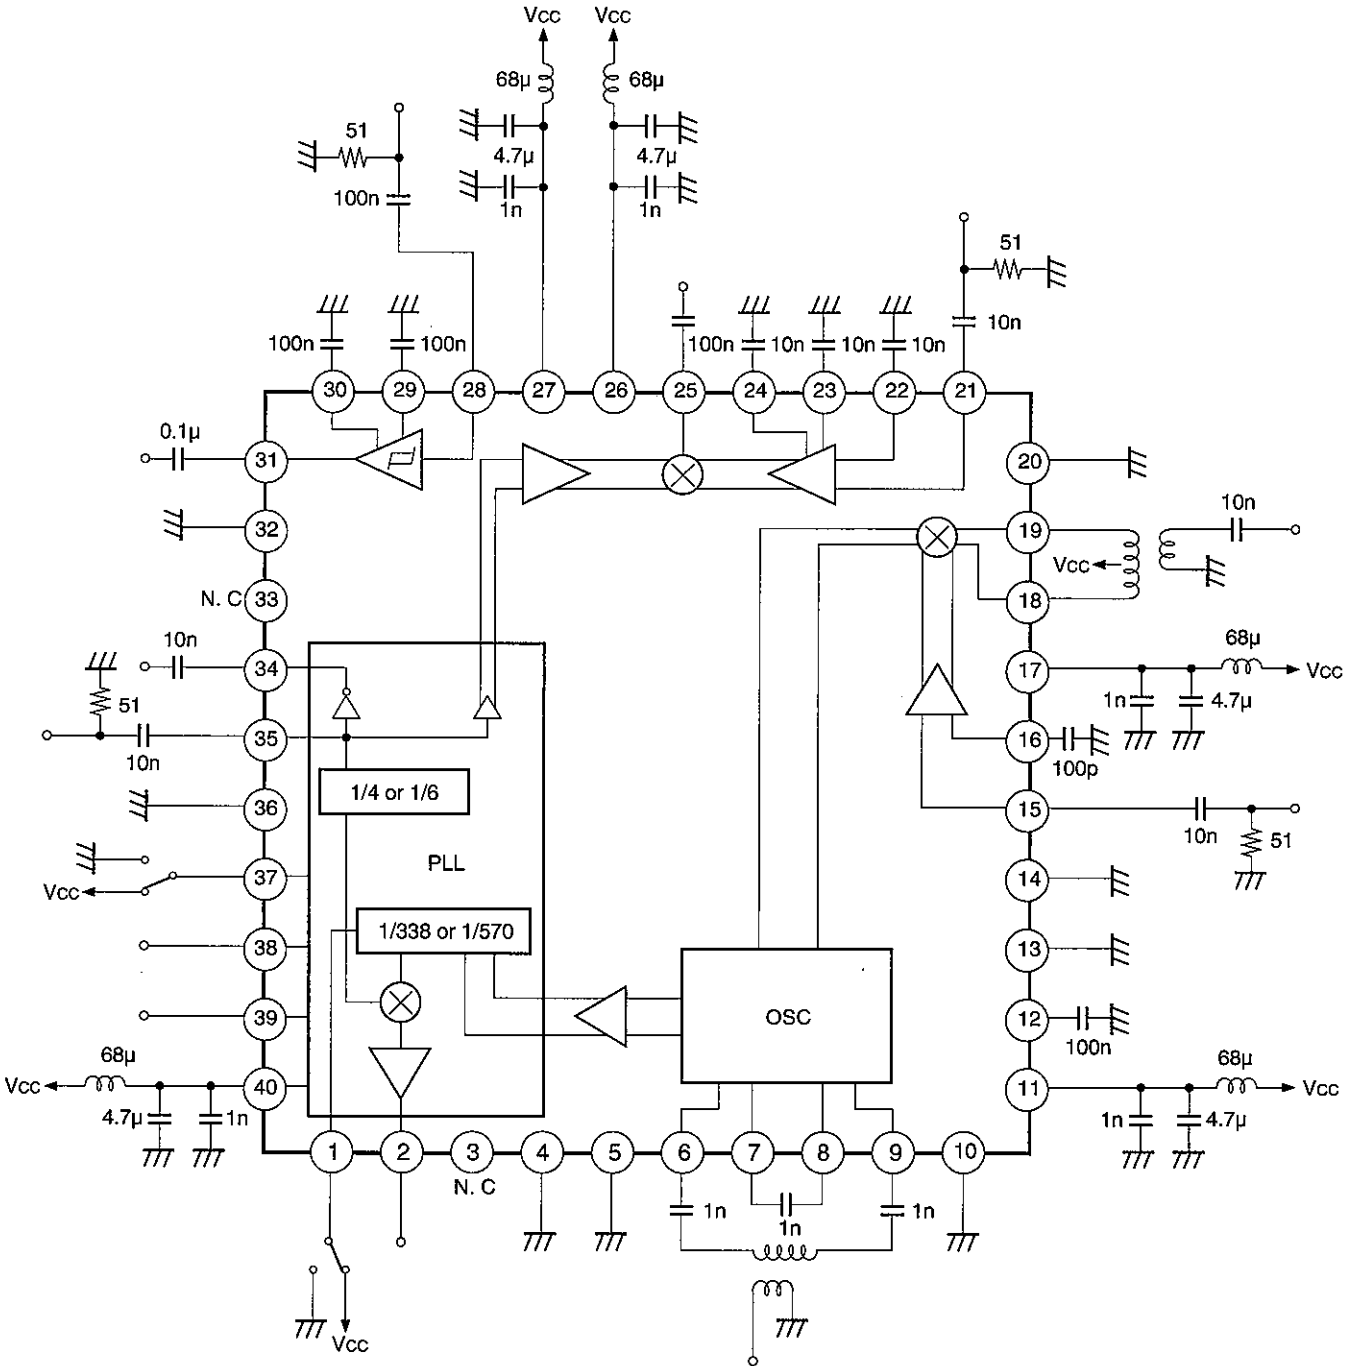 Vcc Vcc
68μ 68μ
51
4.7μ 4.7μ
100n
1n 1n
51
10n
100n 100n 100n 10n 10n 10n
30 29 28 27 26 25 24 23 22 21
0.1μ
31
20
32
10n
19
N. C 33
Vcc
18
10n
34
68μ
17
Vcc
51
1n 4.7μ
35
16
10n
100p
1/4 or 1/6
36
15
10n 51
PLL
37
14
Vcc
1/338 or 1/570
38
13
39
OSC
12
100n
68μ
68μ
Vcc
40
11
Vcc
4.7μ 1n
1n 4.7μ
1 2 3 4 5 6 7 8 9 10
N. C
1n 1n 1n
Vcc